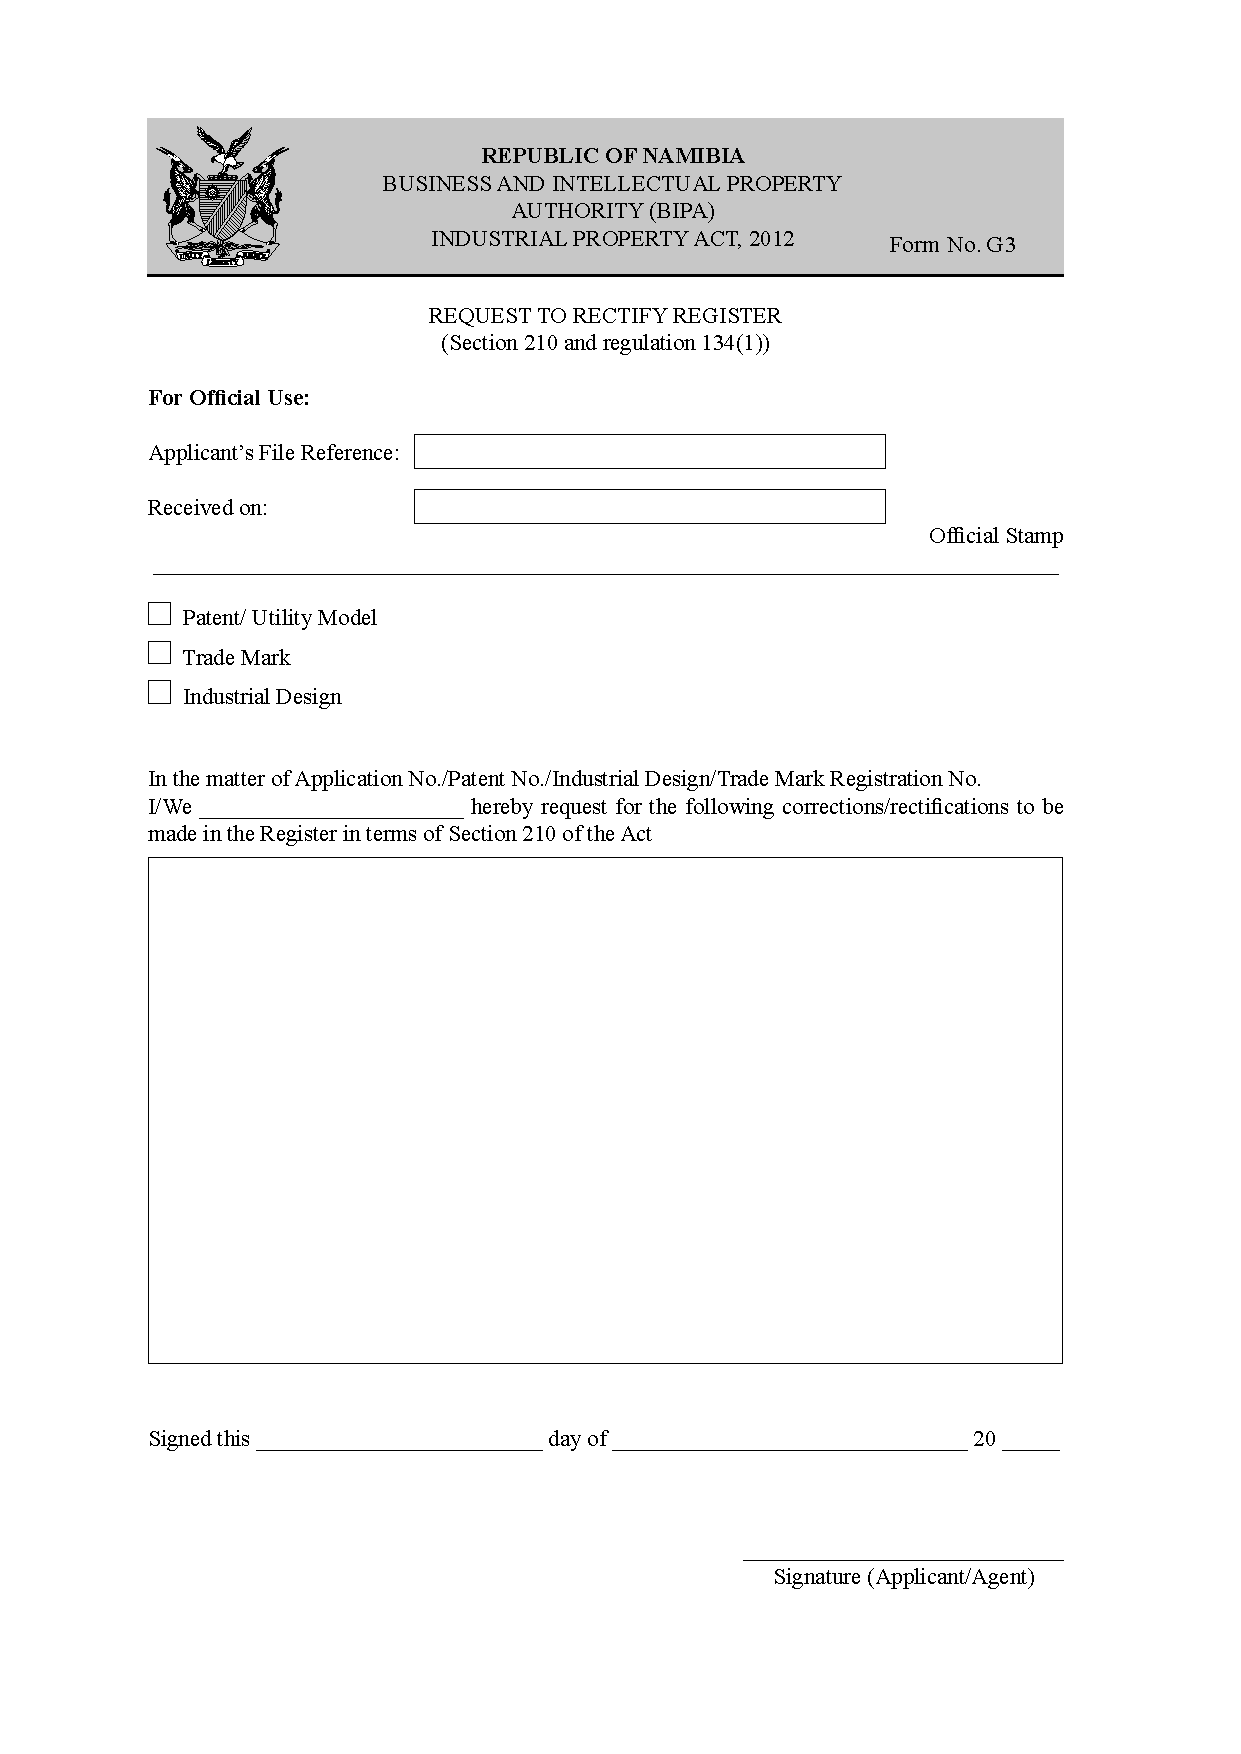 REPUBLIC OF NAMIBIA
BUSINESS AND INTELLECTUAL PROPERTY
AUTHORITY (BIPA)
INDUSTRIAL PROPERTY ACT, 2012
Form No. G3
REQUEST TO RECTIFY REGISTER
(Section 210 and regulation 134(1))
For Official Use:
Applicant’s File Reference:
Received on:
Official Stamp
Patent/ Utility Model
Trade Mark
Industrial Design
In the matter of Application No./Patent No./Industrial Design/Trade Mark Registration No.
I/We ________________________ hereby request for the following corrections/rectifications to be
made in the Register in terms of Section 210 of the Act
Signed this _________________________ day of _______________________________ 20 _____
Signature (Applicant/Agent)